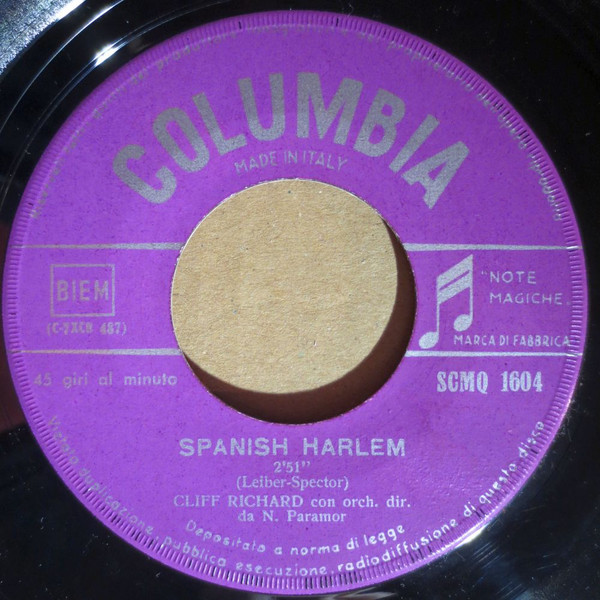 COLUMBIA
MADE IN ITALY
BIEM
(C-7XCB 487)
45 giri al minuto
"NOTE
MAGICHE"
MARCA DI FABBRICA
SCMQ 1604
SPANISH HARLEM
2'51"
(Leiber-Spector)
CLIFF RICHARD con orch. dir.
da N. Paramor
Depositato a norma di legge
Vietata duplicazione, pubblica esecuzione, radiodiffusione di questo disco